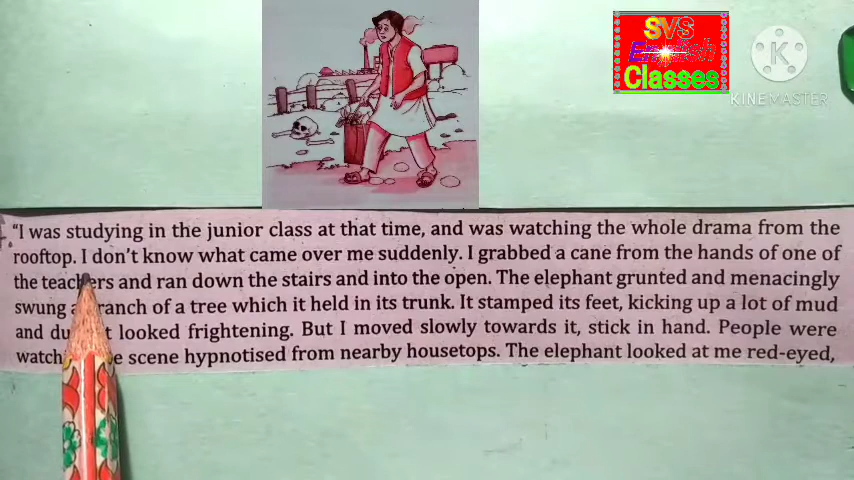 SVS
English
Classes
K
KINEMASTER
"I was studying in the junior class at that time, and was watching the whole drama from the
rooftop. I don't know what came over me suddenly. I grabbed a cane from the hands of one of
the teachers and ran down the stairs and into the open. The elephant grunted and menacingly
swung a branch of a tree which it held in its trunk. It stamped its feet, kicking up a lot of mud
and looked frightening. But I moved slowly towards it, stick in hand. People were
scene hypnotised from nearby housetops. The elephant looked at me red-eyed,